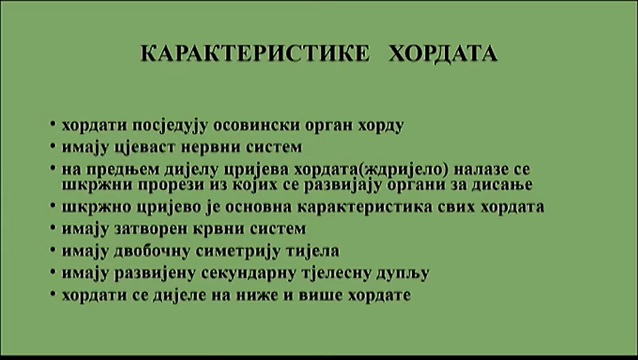 КАРАКТЕРИСТИКЕ ХОРДАТА
• хордати посједују осовински орган хорду
• имају цјеваст нервни систем
• на предњем дијелу цријева хордата(ждријело) налазе се
шкржни прорези из којих се развијају органи за дисање
• шкржно цријево је основна карактеристика свих хордата
• имају затворен крвни систем
• имају двобочну симетрију тијела
• имају развијену секундарну тјелесну дупљу
• хордати се дијеле на ниже и више хордате